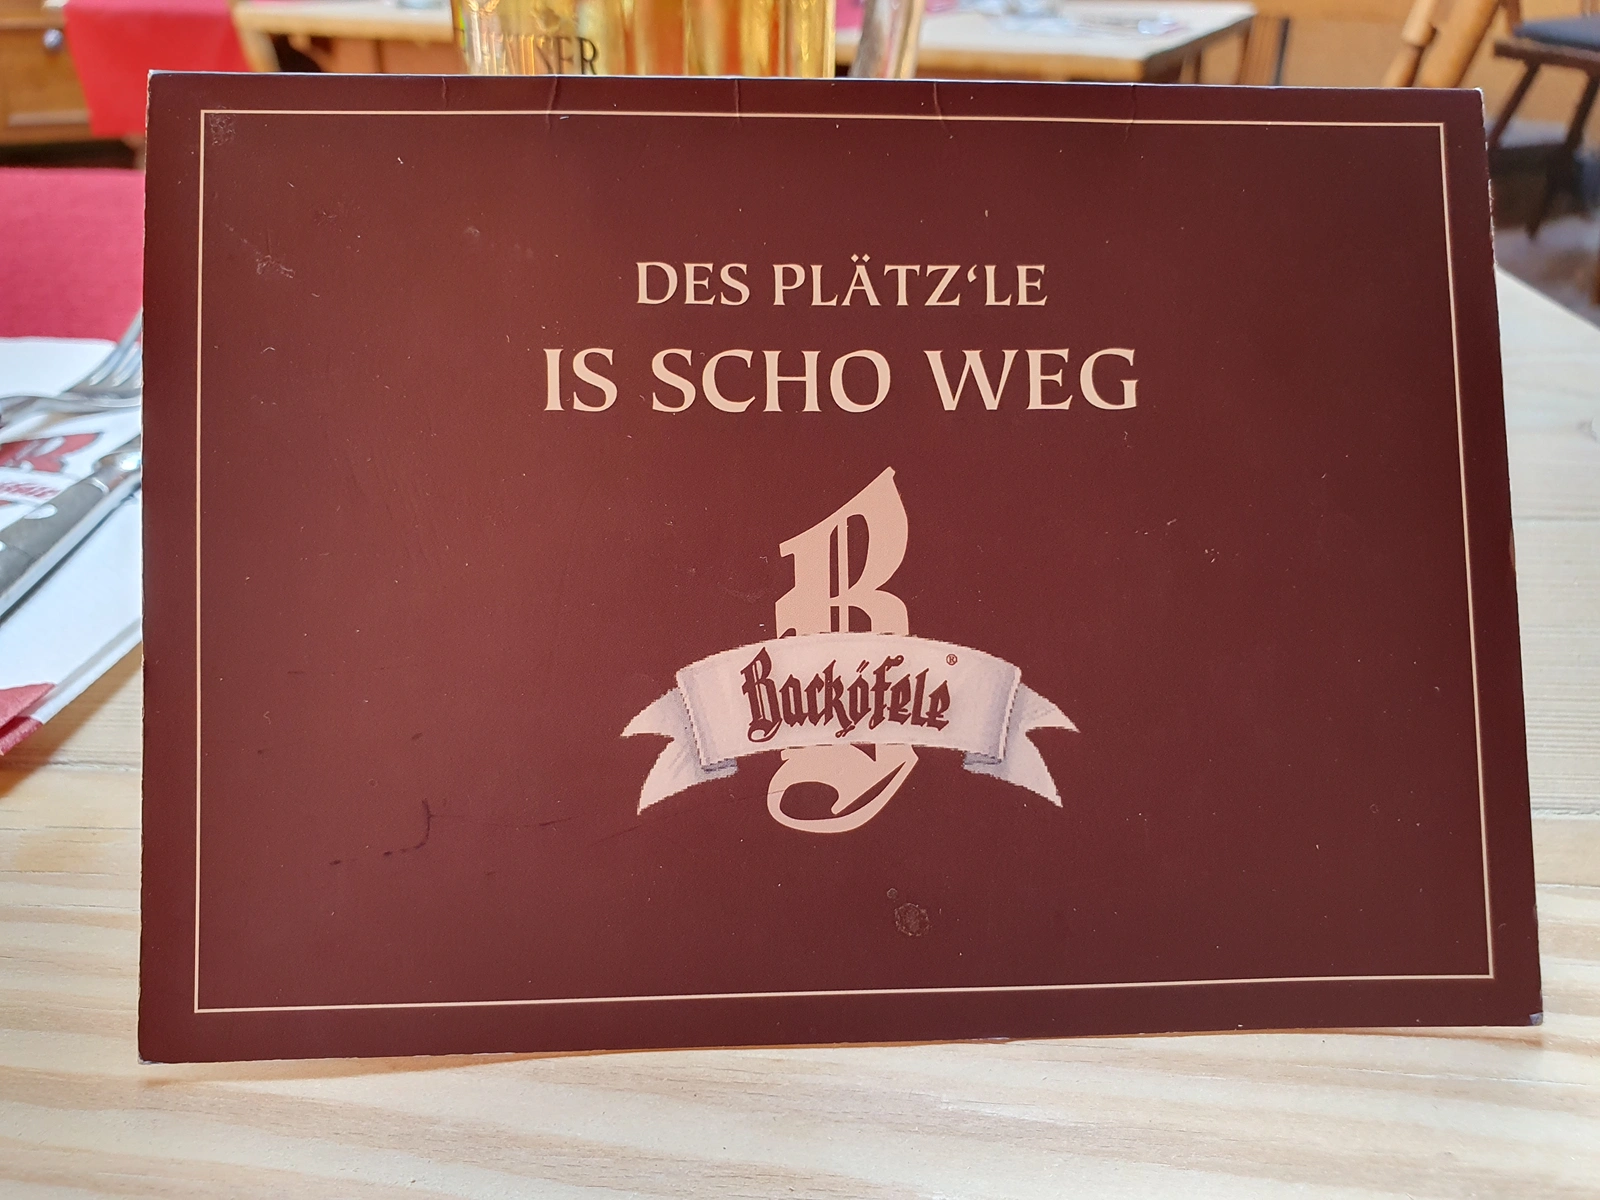 DES PLÄTZ‘LE
IS SCHO WEG
Backöfele®